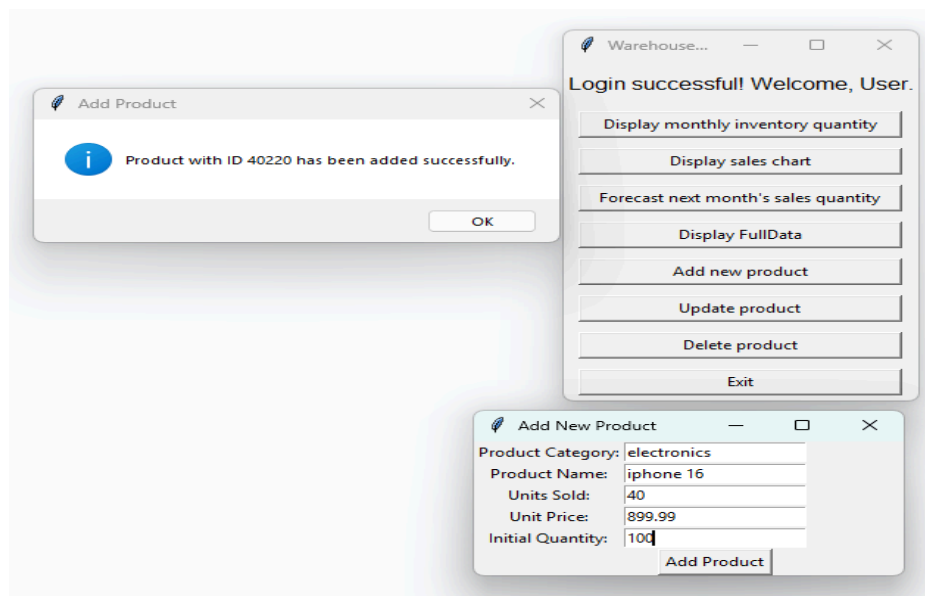 Warehouse...
Login successful! Welcome, User.
Display monthly inventory quantity
Display sales chart
Forecast next month's sales quantity
Display FullData
Add new product
Update product
Delete product
Exit
Add Product
i
Product with ID 40220 has been added successfully.
OK
Add New Product
Product Category: electronics
Product Name: iphone 16
Units Sold: 40
Unit Price: 899.99
Initial Quantity: 100
Add Product